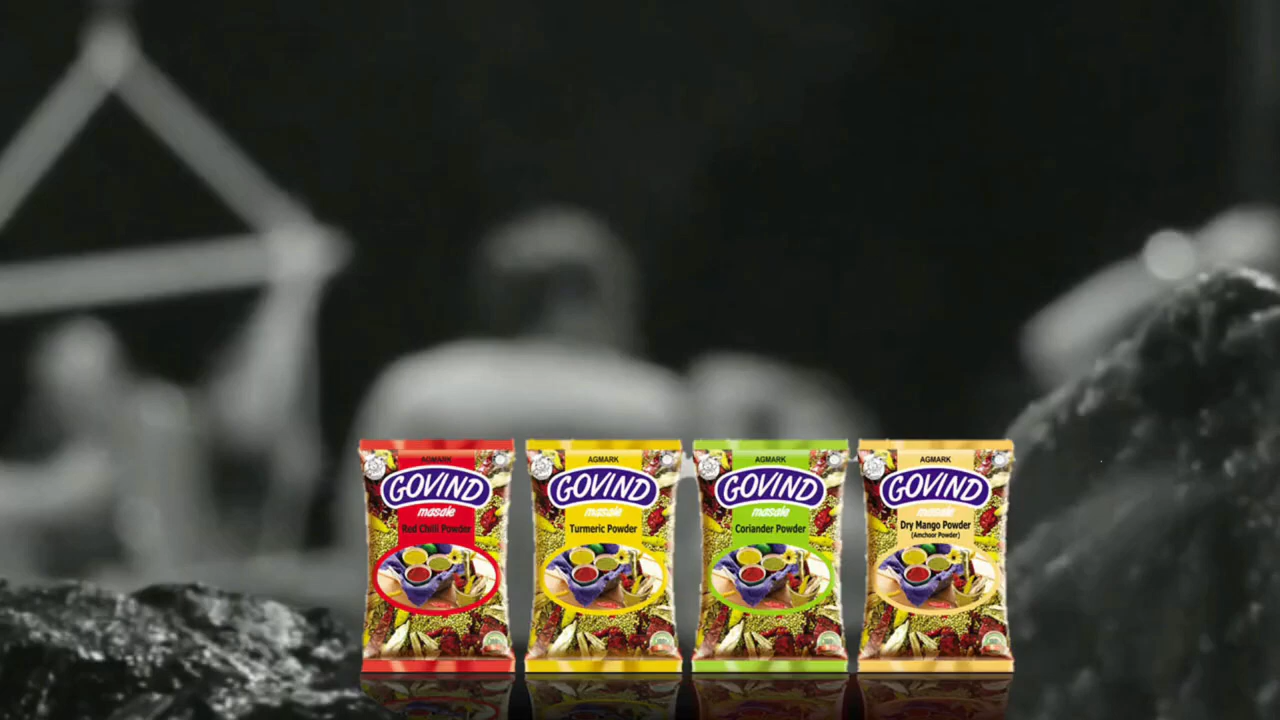 AGMARK
GOVIND
masale
Red Chilli Powder
AGMARK
GOVIND
masale
Turmeric Powder
AGMARK
GOVIND
masale
Coriander Powder
AGMARK
GOVIND
masale
Dry Mango Powder
(Amchoor Powder)